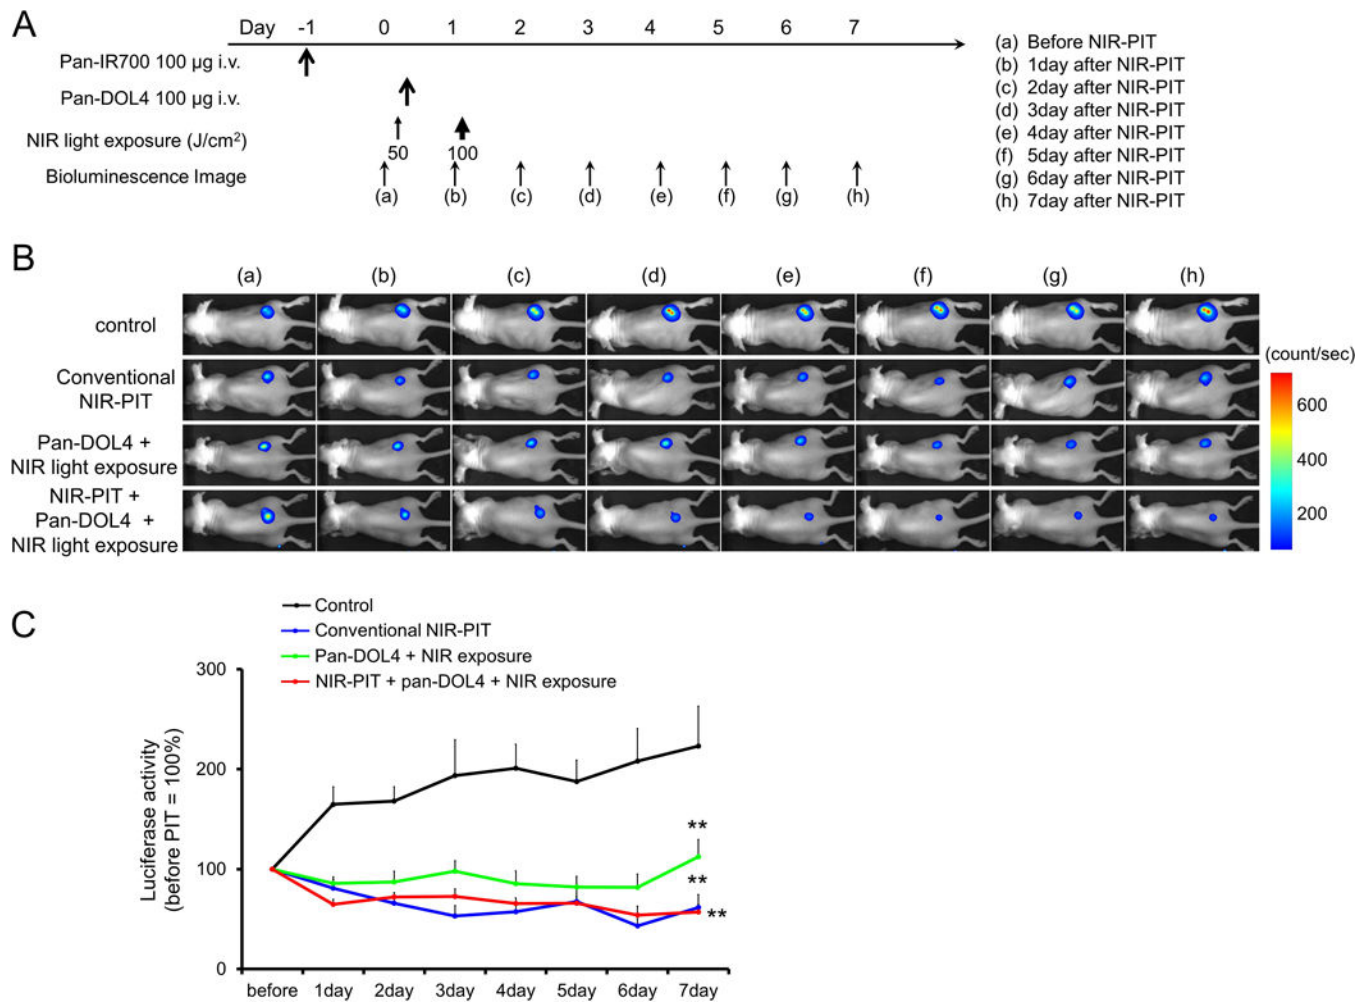 A
Day -1 0 1 2 3 4 5 6 7
Pan-IR700 100 µg i.v.
Pan-DOL4 100 µg i.v.
NIR light exposure (J/cm²)
50 100
Bioluminescence Image
(a) (b) (c) (d) (e) (f) (g) (h)
(a) Before NIR-PIT
(b) 1day after NIR-PIT
(c) 2day after NIR-PIT
(d) 3day after NIR-PIT
(e) 4day after NIR-PIT
(f) 5day after NIR-PIT
(g) 6day after NIR-PIT
(h) 7day after NIR-PIT
B
(a) (b) (c) (d) (e) (f) (g) (h)
control
Conventional
NIR-PIT
Pan-DOL4 +
NIR light exposure
NIR-PIT +
Pan-DOL4 +
NIR light exposure
(count/sec)
600
400
200
C
Control
Conventional NIR-PIT
Pan-DOL4 + NIR exposure
NIR-PIT + pan-DOL4 + NIR exposure
Luciferase activity
(before PIT = 100%)
300
200
100
0
**
**
**
before 1day 2day 3day 4day 5day 6day 7day